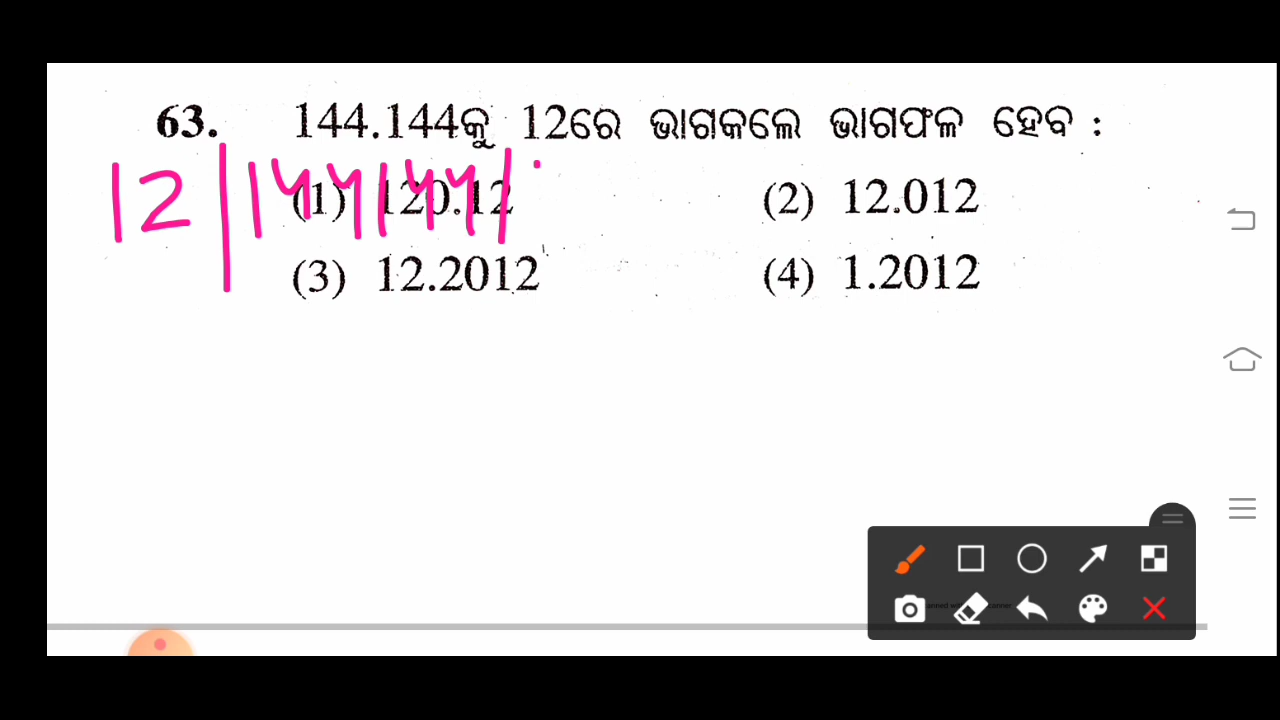 63. 144.144କୁ 12ରେ ଭାଗକଲେ ଭାଗଫଳ ହେବ :
12 | 144144 |
(1) 120.12 (2) 12.012
(3) 12.2012 (4) 1.2012